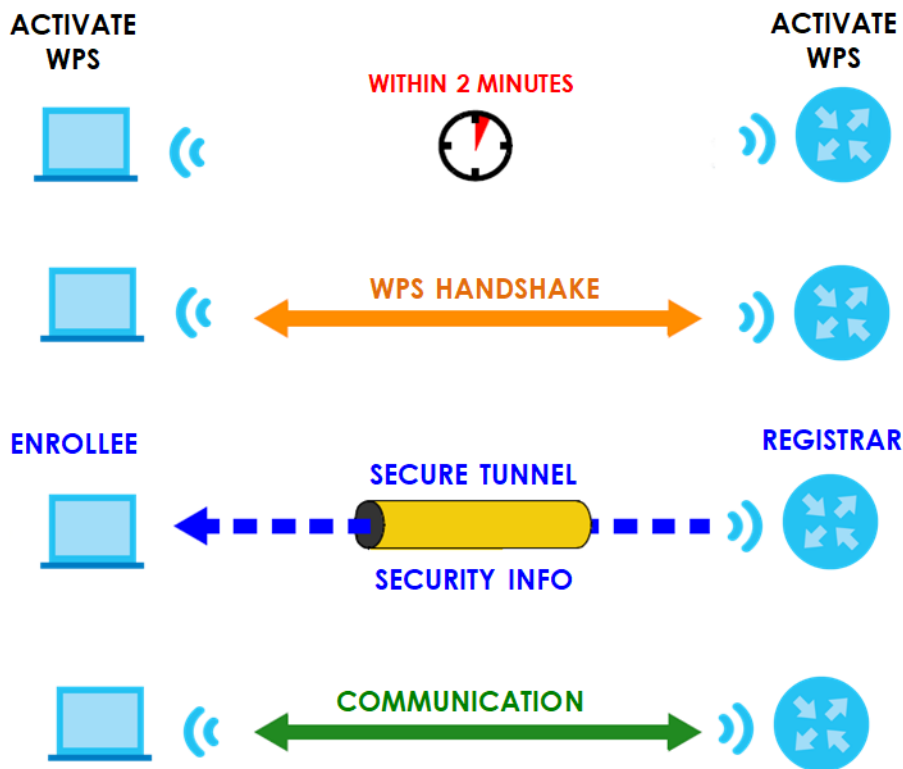 ACTIVATE
WPS
ACTIVATE
WPS
WITHIN 2 MINUTES
WPS HANDSHAKE
ENROLLEE
REGISTRAR
SECURE TUNNEL
SECURITY INFO
COMMUNICATION